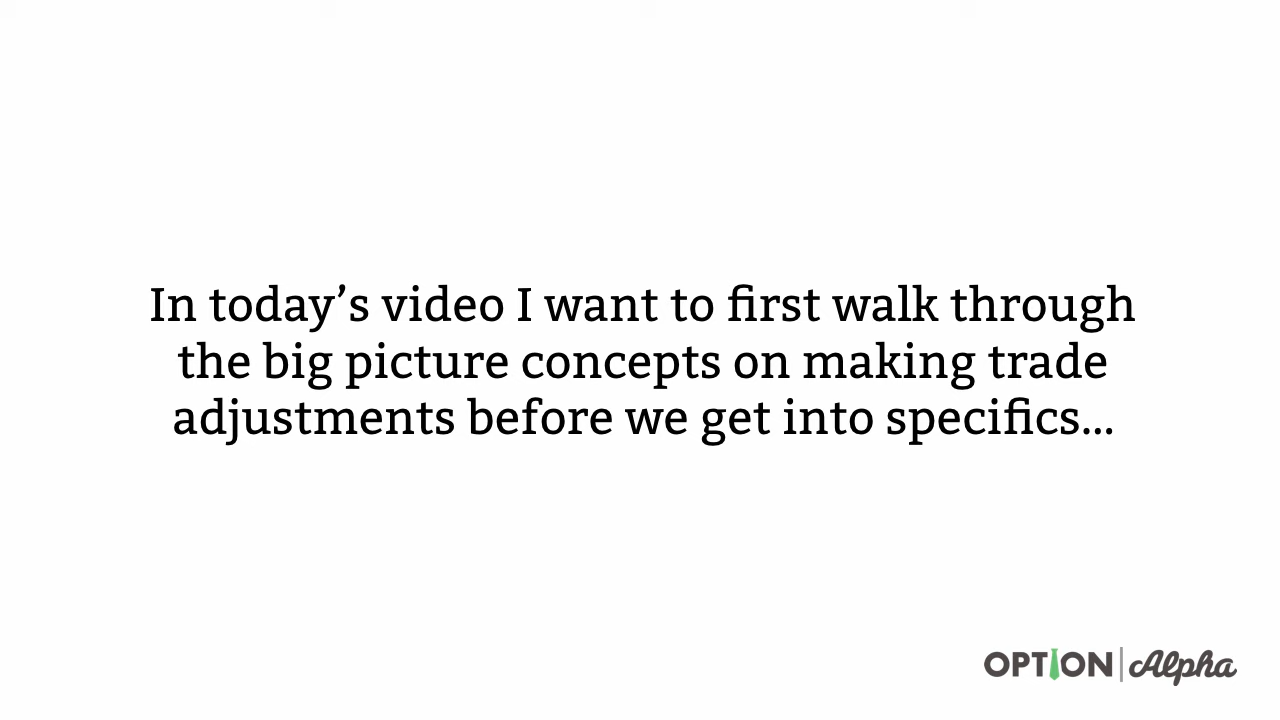 In today’s video I want to first walk through
the big picture concepts on making trade
adjustments before we get into specifics...
OPTION | Alpha